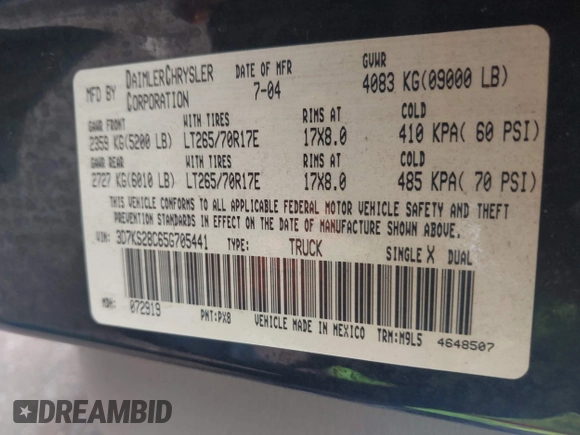 MFD BY DAIMLERCHRYSLER CORPORATION
DATE OF MFR 7-04
GVWR 4083 KG(09000 LB)
GAWR FRONT WITH TIRES RIMS AT COLD
2359 KG(5200 LB) LT265/70R17E 17X8.0 410 KPA( 60 PSI)
GAWR REAR WITH TIRES RIMS AT COLD
2727 KG(6010 LB) LT265/70R17E 17X8.0 485 KPA( 70 PSI)
THIS VEHICLE CONFORMS TO ALL APPLICABLE FEDERAL MOTOR VEHICLE SAFETY AND THEFT
PREVENTION STANDARDS IN EFFECT ON THE DATE OF MANUFACTURE SHOWN ABOVE.
VIN: 3D7KS28C65G705441 TYPE: TRUCK SINGLE X DUAL
MDH: 072919
PNT:PX8 VEHICLE MADE IN MEXICO TRM:M9L5 4648507
DREAMBID